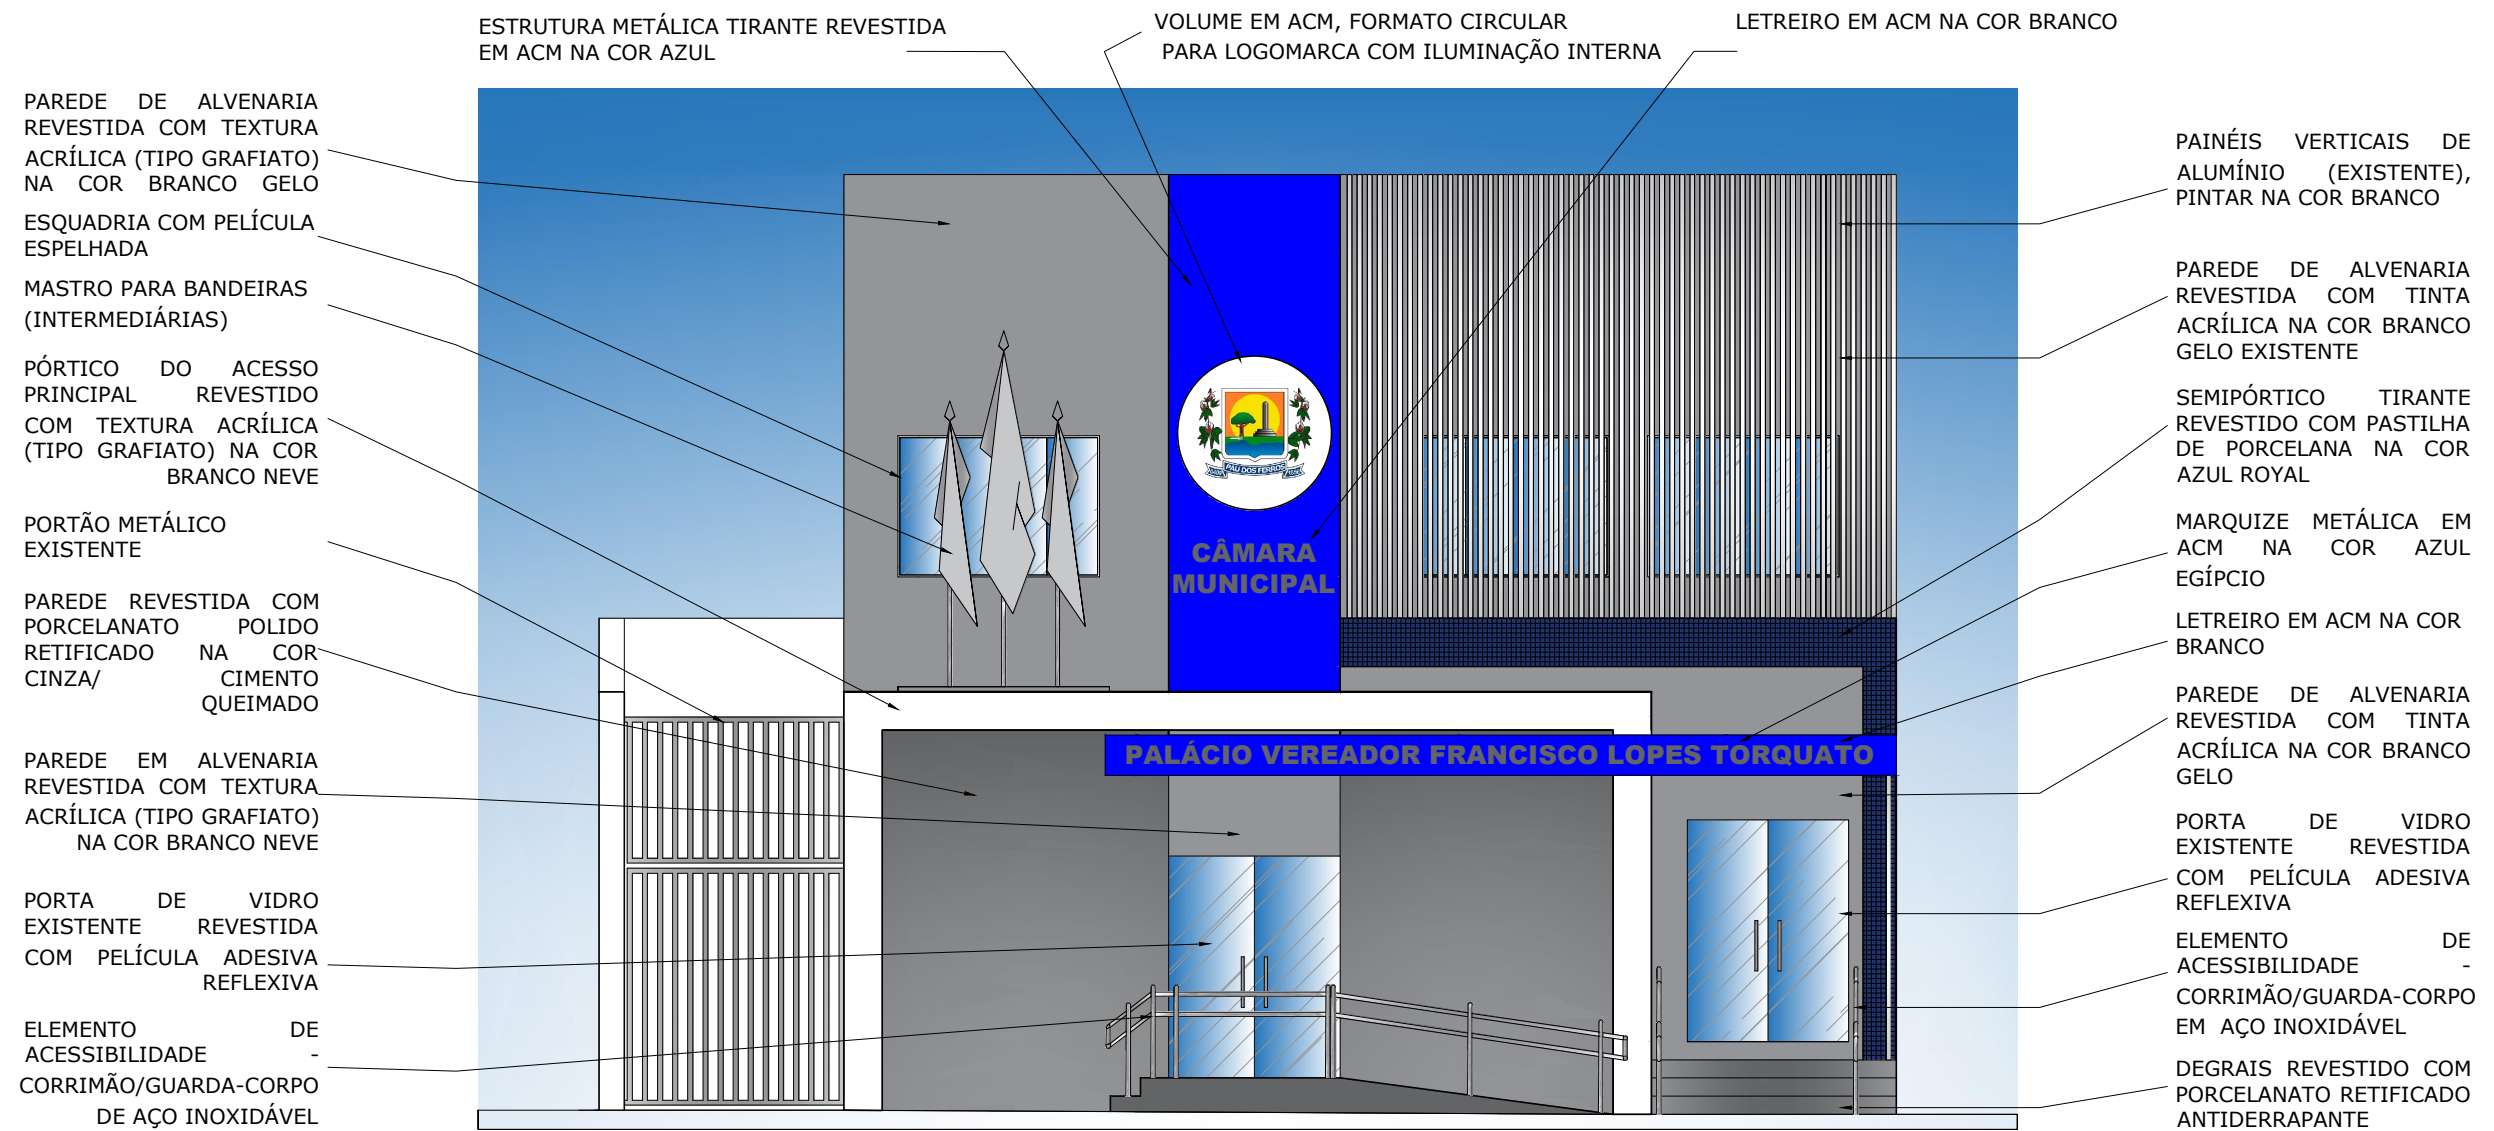 ESTRUTURA METÁLICA TIRANTE REVESTIDA
EM ACM NA COR AZUL
VOLUME EM ACM, FORMATO CIRCULAR
PARA LOGOMARCA COM ILUMINAÇÃO INTERNA
LETREIRO EM ACM NA COR BRANCO
PAREDE DE ALVENARIA
REVESTIDA COM TEXTURA
ACRÍLICA (TIPO GRAFIATO)
NA COR BRANCO GELO
ESQUADRIA COM PELÍCULA
ESPELHADA
MASTRO PARA BANDEIRAS
(INTERMEDIÁRIAS)
PÓRTICO DO ACESSO
PRINCIPAL REVESTIDO
COM TEXTURA ACRÍLICA
(TIPO GRAFIATO) NA COR
BRANCO NEVE
PORTÃO METÁLICO
EXISTENTE
PAREDE REVESTIDA COM
PORCELANATO POLIDO
RETIFICADO NA COR
CINZA/ CIMENTO
QUEIMADO
PAREDE EM ALVENARIA
REVESTIDA COM TEXTURA
ACRÍLICA (TIPO GRAFIATO)
NA COR BRANCO NEVE
PORTA DE VIDRO
EXISTENTE REVESTIDA
COM PELÍCULA ADESIVA
REFLEXIVA
ELEMENTO DE
ACESSIBILIDADE -
CORRIMÃO/GUARDA-CORPO
DE AÇO INOXIDÁVEL
PAU DOS FERROS
CÂMARA
MUNICIPAL
PALÁCIO VEREADOR FRANCISCO LOPES TORQUATO
PAINÉIS VERTICAIS DE
ALUMÍNIO (EXISTENTE),
PINTAR NA COR BRANCO
PAREDE DE ALVENARIA
REVESTIDA COM TINTA
ACRÍLICA NA COR BRANCO
GELO EXISTENTE
SEMIPÓRTICO TIRANTE
REVESTIDO COM PASTILHA
DE PORCELANA NA COR
AZUL ROYAL
MARQUIZE METÁLICA EM
ACM NA COR AZUL
EGÍPCIO
LETREIRO EM ACM NA COR
BRANCO
PAREDE DE ALVENARIA
REVESTIDA COM TINTA
ACRÍLICA NA COR BRANCO
GELO
PORTA DE VIDRO
EXISTENTE REVESTIDA
COM PELÍCULA ADESIVA
REFLEXIVA
ELEMENTO DE
ACESSIBILIDADE -
CORRIMÃO/GUARDA-CORPO
EM AÇO INOXIDÁVEL
DEGRAIS REVESTIDO COM
PORCELANATO RETIFICADO
ANTIDERRAPANTE